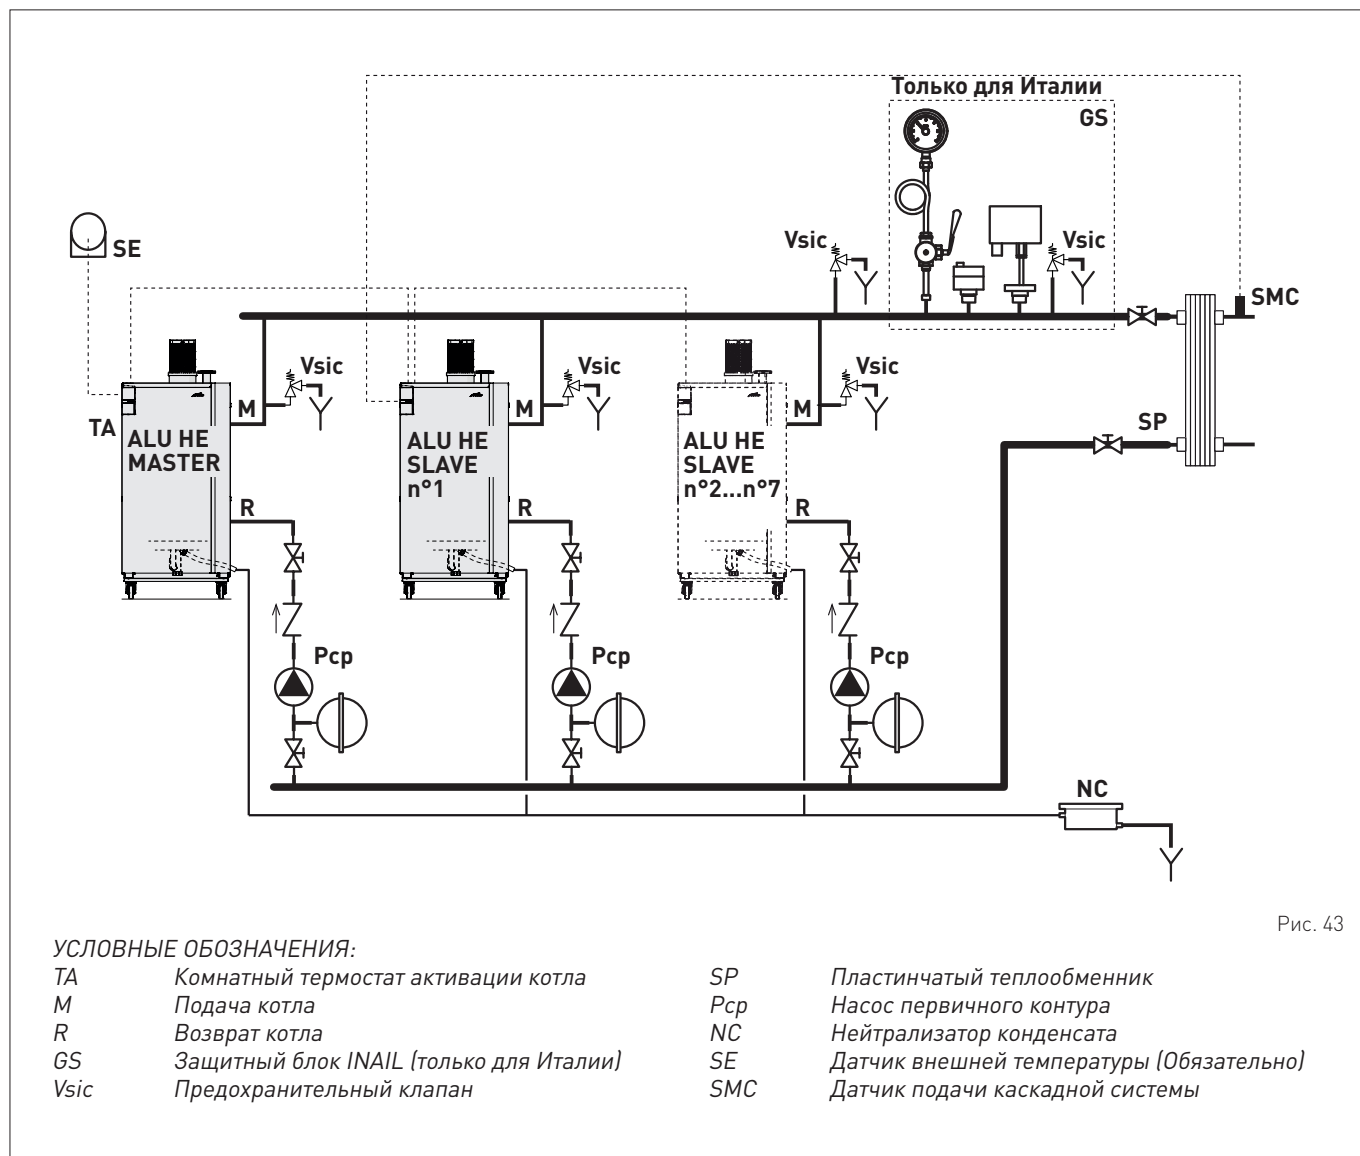 Только для Италии
GS
Vsic
Vsic
SE
SMC
Vsic
Vsic
Vsic
M
M
M
SP
TA
ALU HE
MASTER
ALU HE
SLAVE
n°1
ALU HE
SLAVE
n°2...n°7
R
R
R
Pcp
Pcp
Pcp
NC
Рис. 43
УСЛОВНЫЕ ОБОЗНАЧЕНИЯ:
TA Комнатный термостат активации котла
M Подача котла
R Возврат котла
GS Защитный блок INAIL (только для Италии)
Vsic Предохранительный клапан
SP Пластинчатый теплообменник
Pcp Насос первичного контура
NC Нейтрализатор конденсата
SE Датчик внешней температуры (Обязательно)
SMC Датчик подачи каскадной системы